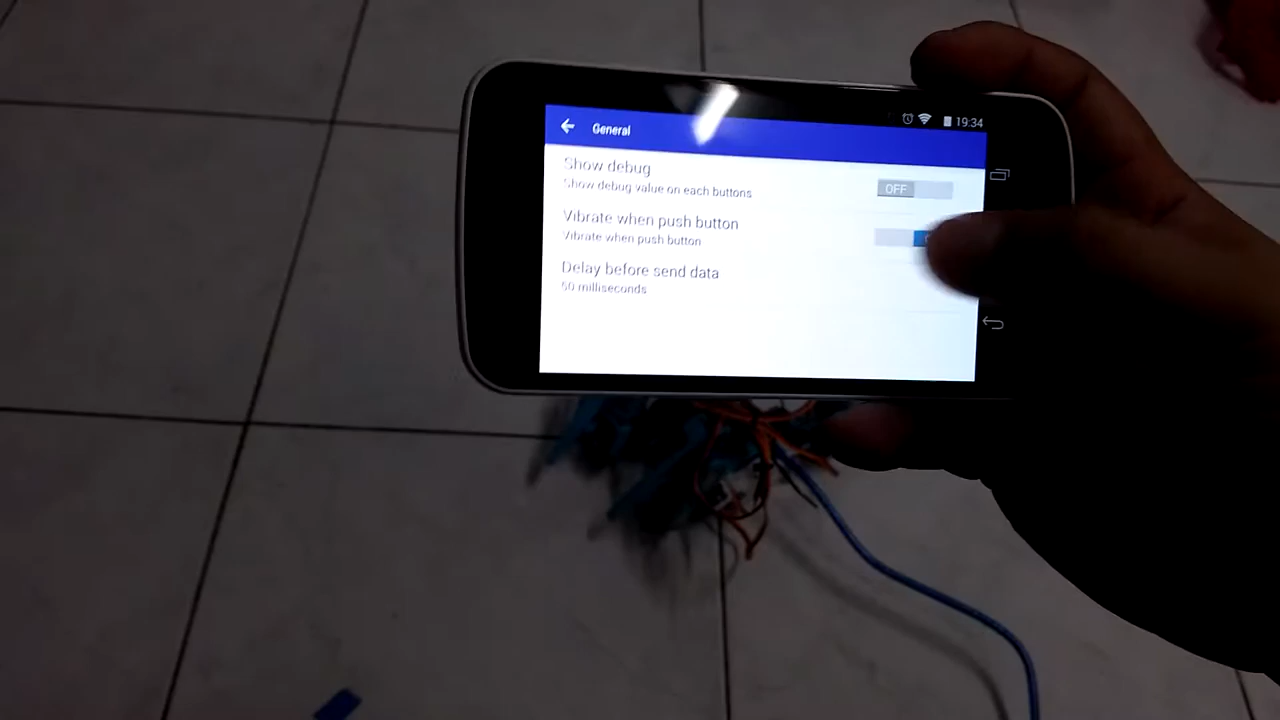 19:34
General
Show debug
Show debug value on each buttons
OFF
Vibrate when push button
Vibrate when push button
Delay before send data
50 milliseconds